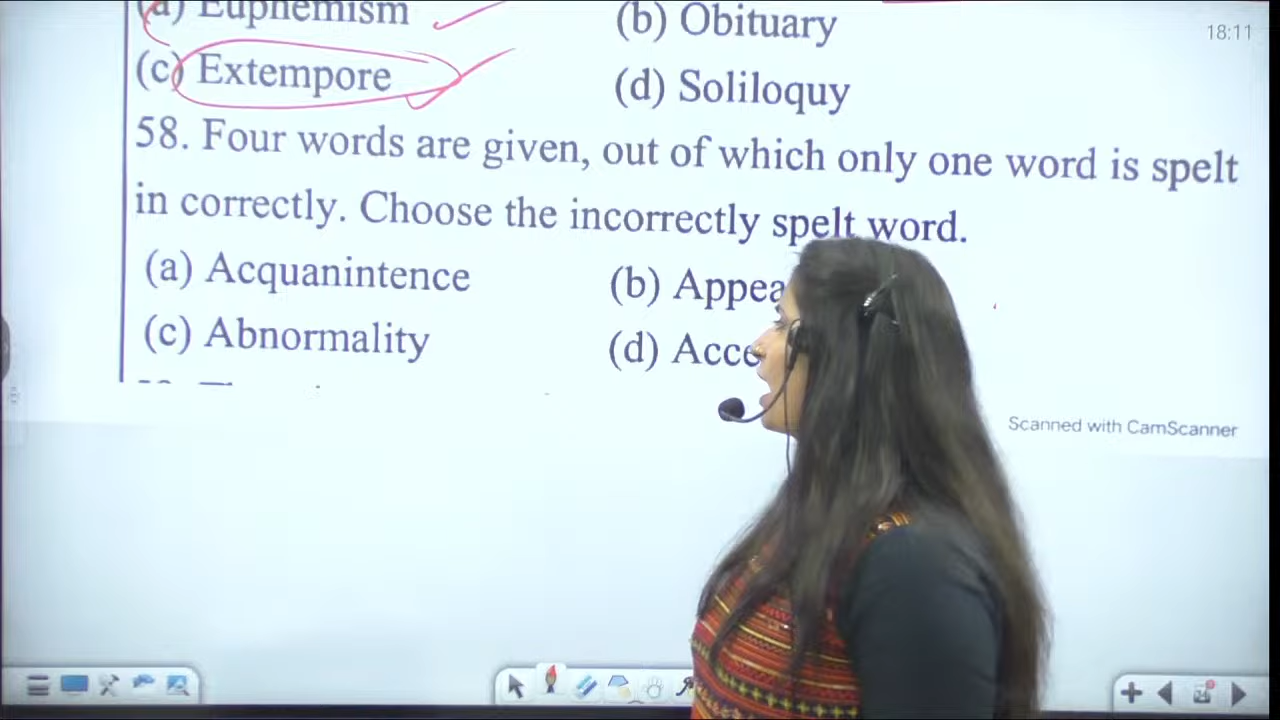 (a) Euphemism
(b) Obituary
18:11
(c) Extempore
(d) Soliloquy
58. Four words are given, out of which only one word is spelt
in correctly. Choose the incorrectly spelt word.
(a) Acquanintence
(b) Appea
(c) Abnormality
(d) Acce
Scanned with CamScanner